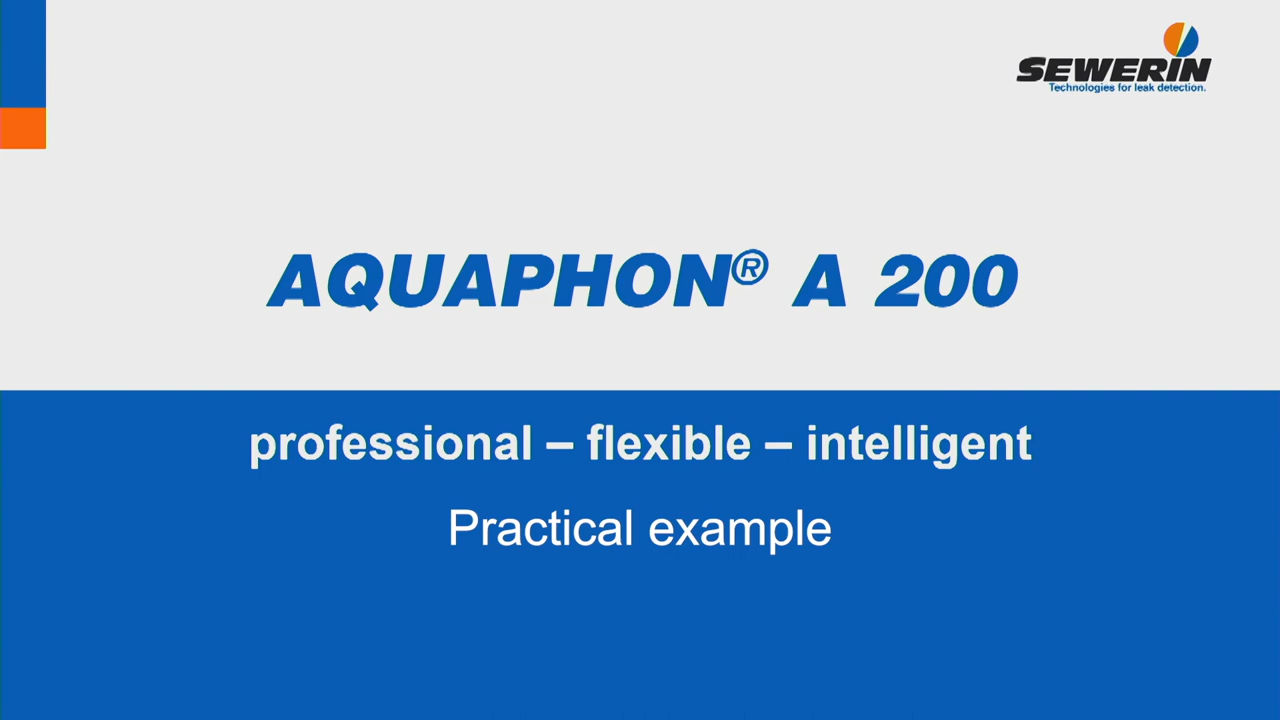 SEWERIN
Technologies for leak detection.
AQUAPHON® A 200
professional – flexible – intelligent
Practical example